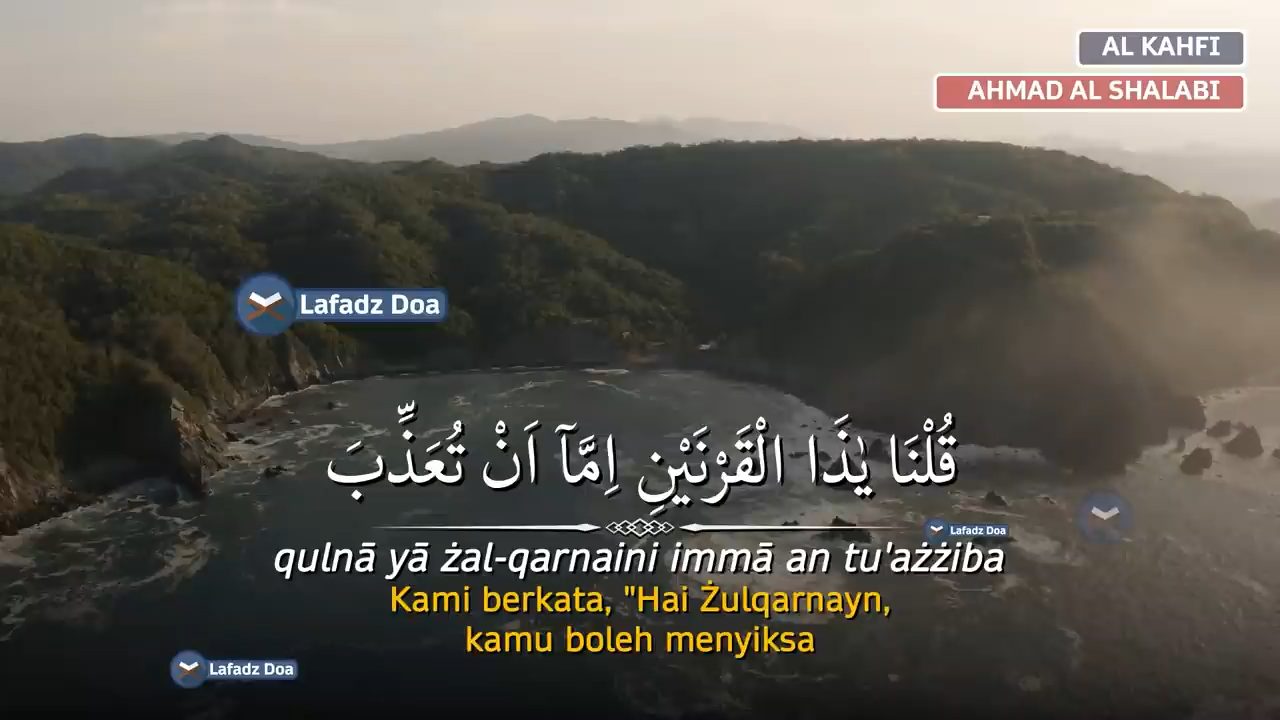 AL KAHFI
AHMAD AL SHALABI
Lafadz Doa
قُلْنَا يٰذَا الْقَرْنَيْنِ اِمَّآ اَنْ تُعَذِّبَ
Lafadz Doa
qulnā yā żal-qarnaini immā an tu'ażżiba
Kami berkata, "Hai Żulqarnayn,
kamu boleh menyiksa
Lafadz Doa